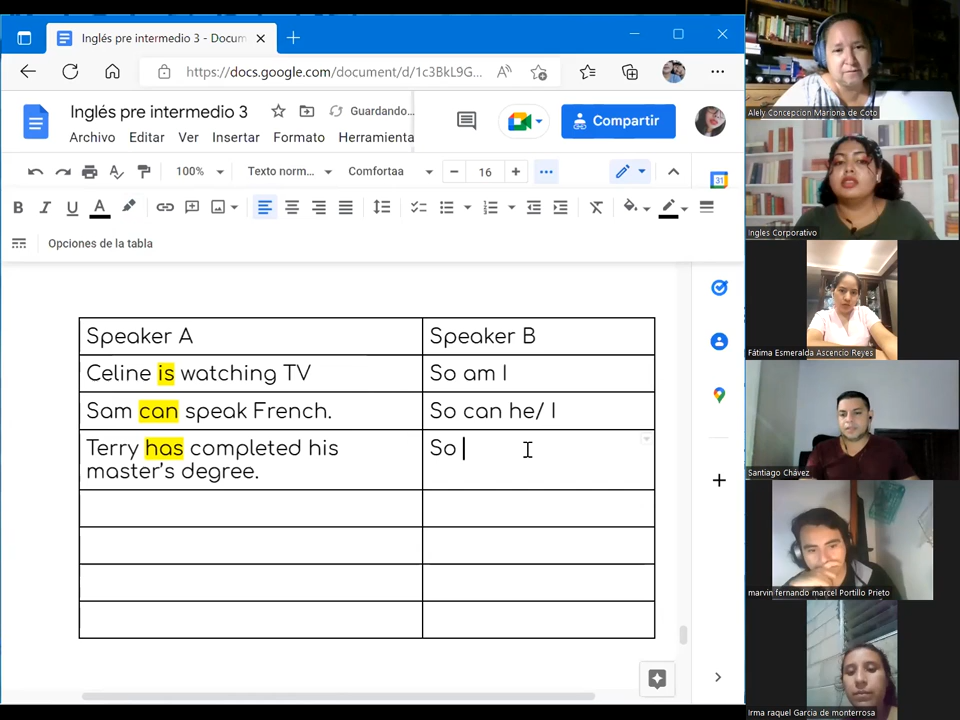 Inglés pre intermedio 3 - Docum
https://docs.google.com/document/d/1c3BkL9G...
Inglés pre intermedio 3
Guardando...
Compartir
Archivo Editar Ver Insertar Formato Herramienta
100% Texto norm... Comfortaa 16
31
Opciones de la tabla
Speaker A Speaker B
Celine is watching TV So am I
Sam can speak French. So can he/ I
Terry has completed his So
master's degree.
Alely Concepcion Mariona de Coto
Ingles Corporativo
Fátima Esmeralda Ascencio Reyes
Santiago Chávez
marvin fernando marcel Portillo Prieto
Irma raquel Garcia de monterrosa